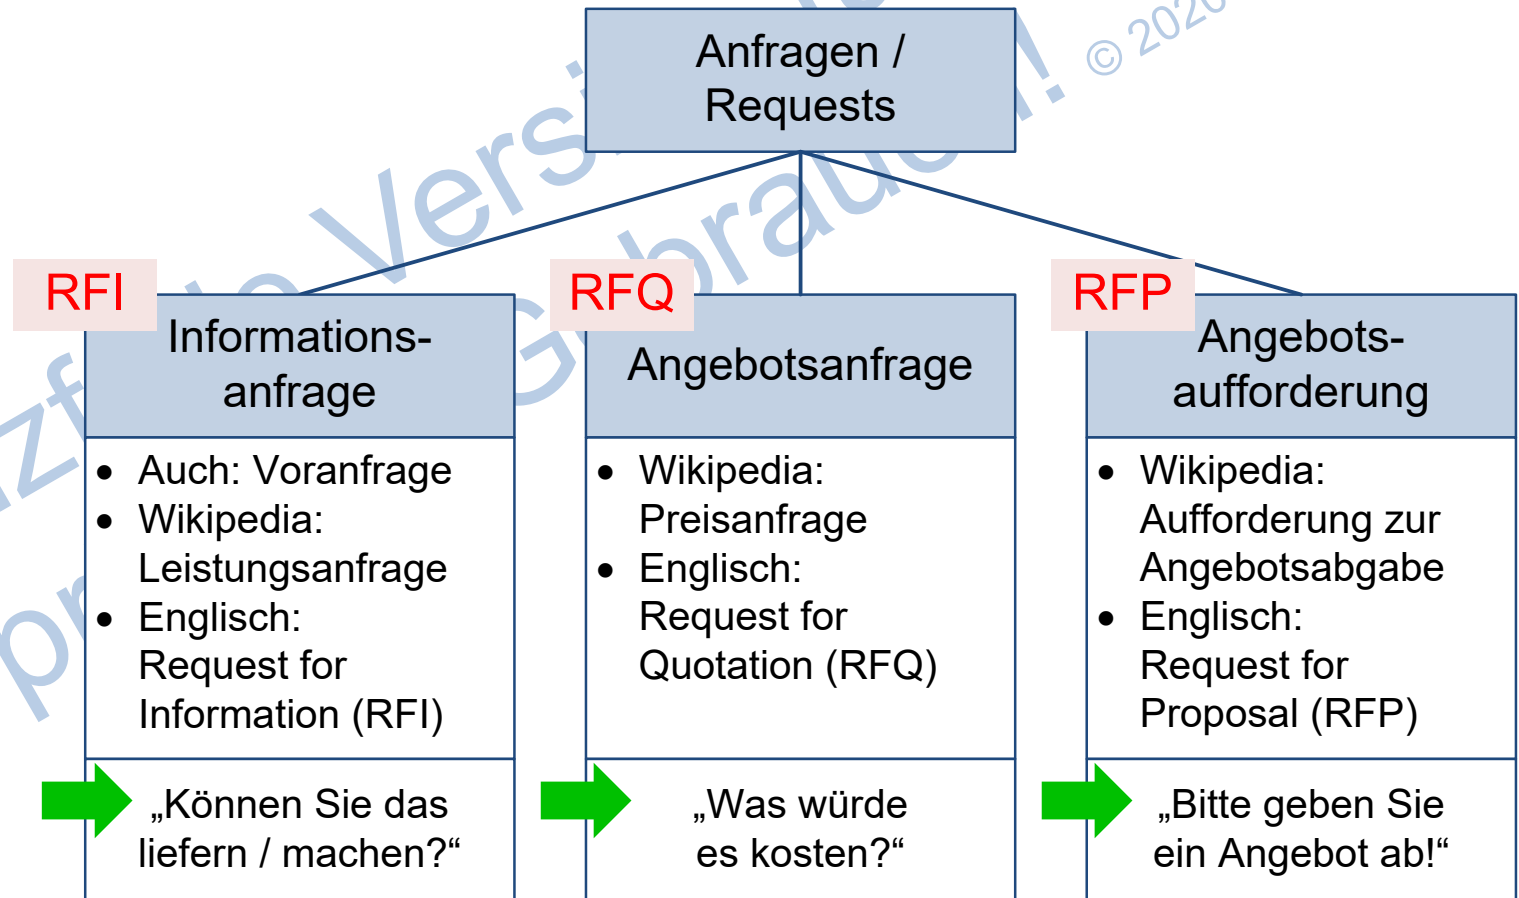 Anfragen /
Requests
© 2020
RFI
Informations-
anfrage
• Auch: Voranfrage
• Wikipedia:
Leistungsanfrage
• Englisch:
Request for
Information (RFI)
„Können Sie das
liefern / machen?“
RFQ
Angebotsanfrage
• Wikipedia:
Preisanfrage
• Englisch:
Request for
Quotation (RFQ)
„Was würde
es kosten?“
RFP
Angebots-
aufforderung
• Wikipedia:
Aufforderung zur
Angebotsabgabe
• Englisch:
Request for
Proposal (RFP)
„Bitte geben Sie
ein Angebot ab!“